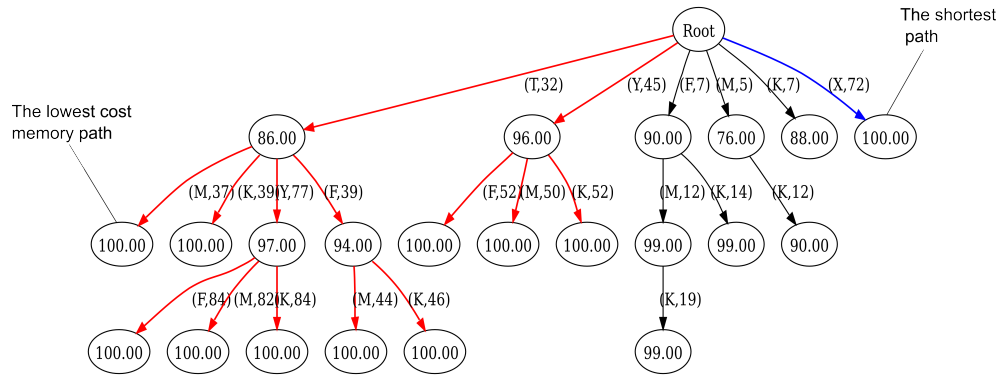 The shortest
path
Root
(T,32)
(Y,45)
(F,7)
(M,5)
(K,7)
(X,72)
The lowest cost
memory path
86.00
96.00
90.00
76.00
88.00
100.00
(M,37)
(K,39)
(Y,77)
(F,39)
(F,52)
(M,50)
(K,52)
(M,12)
(K,14)
(K,12)
100.00
100.00
97.00
94.00
100.00
100.00
100.00
99.00
99.00
90.00
(F,84)
(M,82)
(K,84)
(M,44)
(K,46)
(K,19)
100.00
100.00
100.00
100.00
100.00
99.00